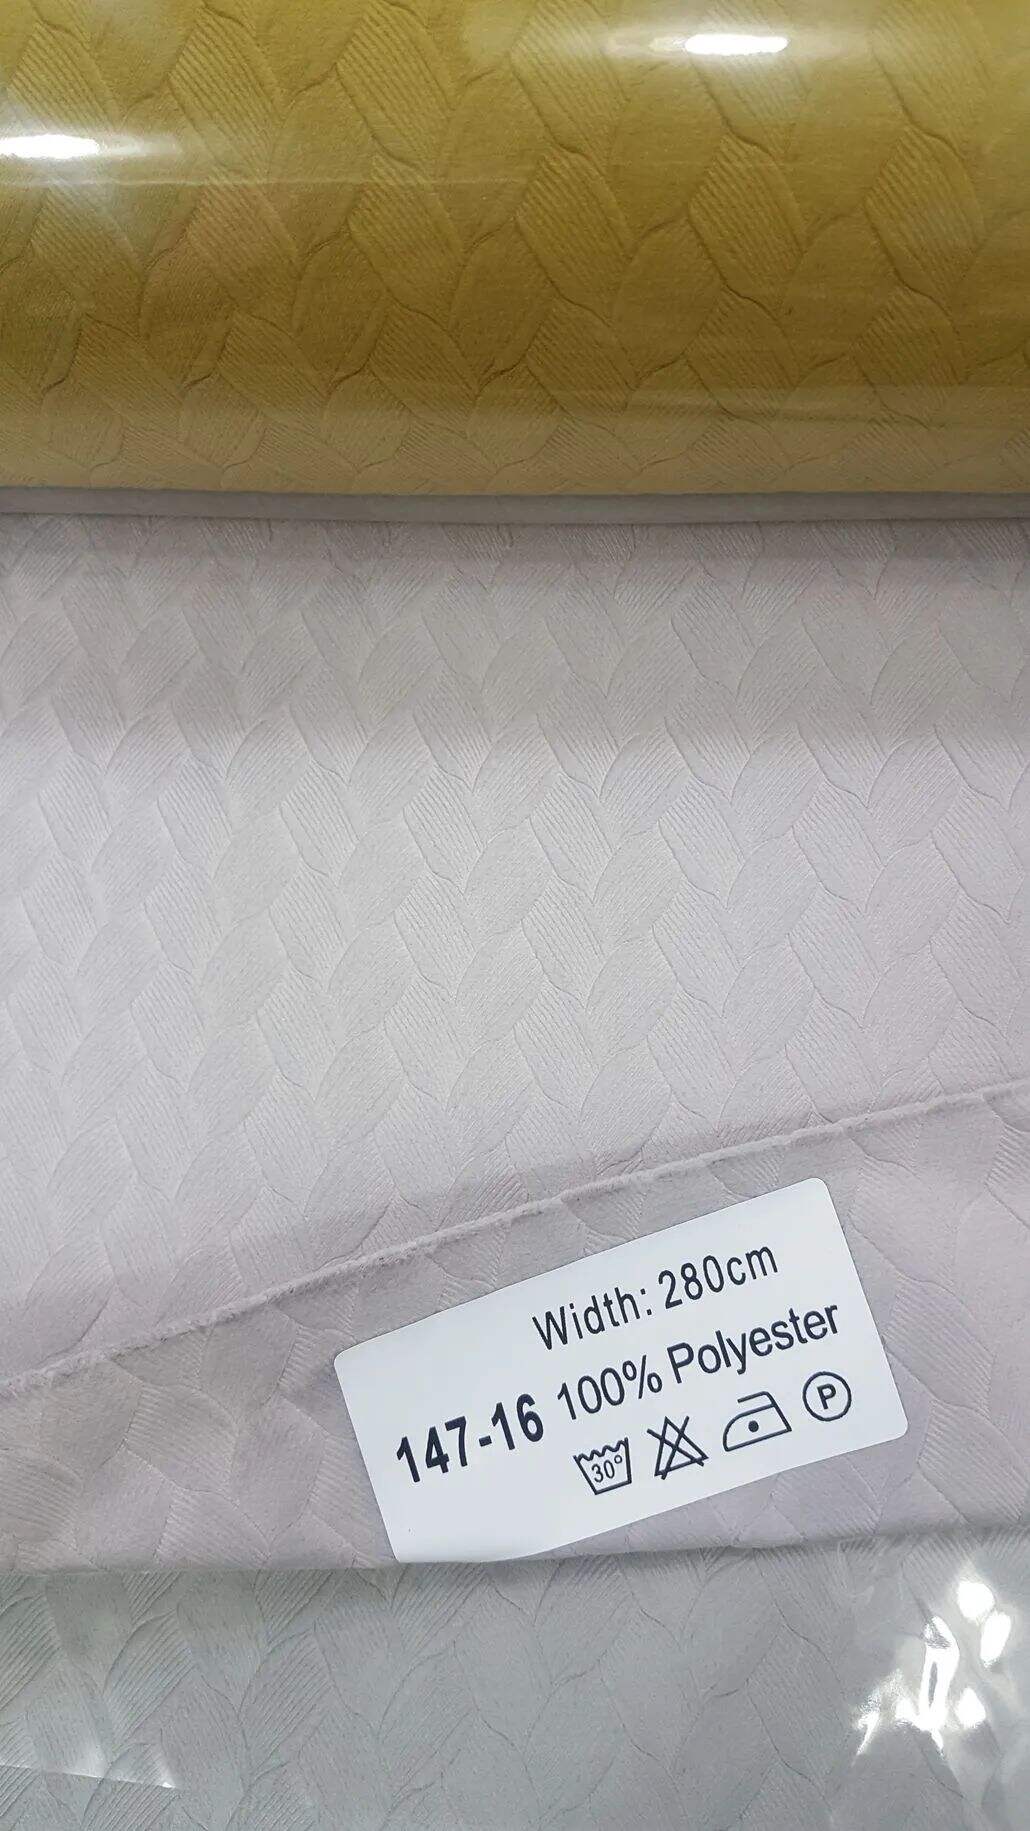 Width: 280cm
147-16 100% Polyester
30° P